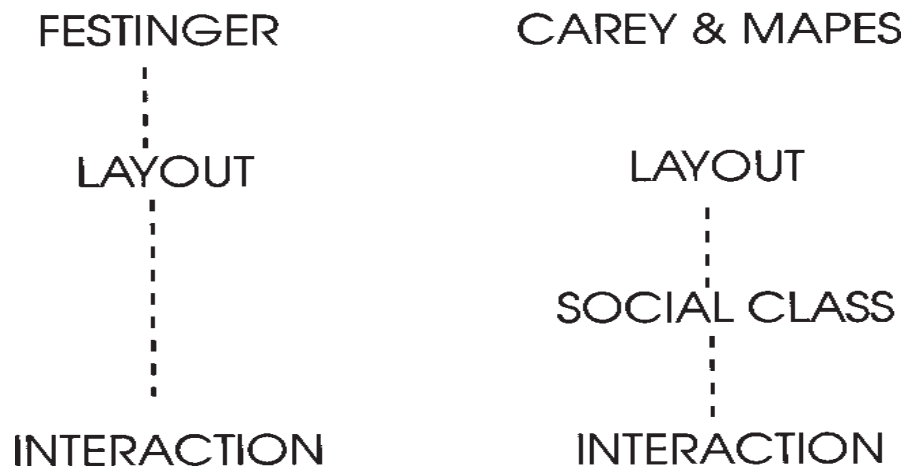 FESTINGER
LAYOUT
INTERACTION
CAREY & MAPES
LAYOUT
SOCIAL CLASS
INTERACTION